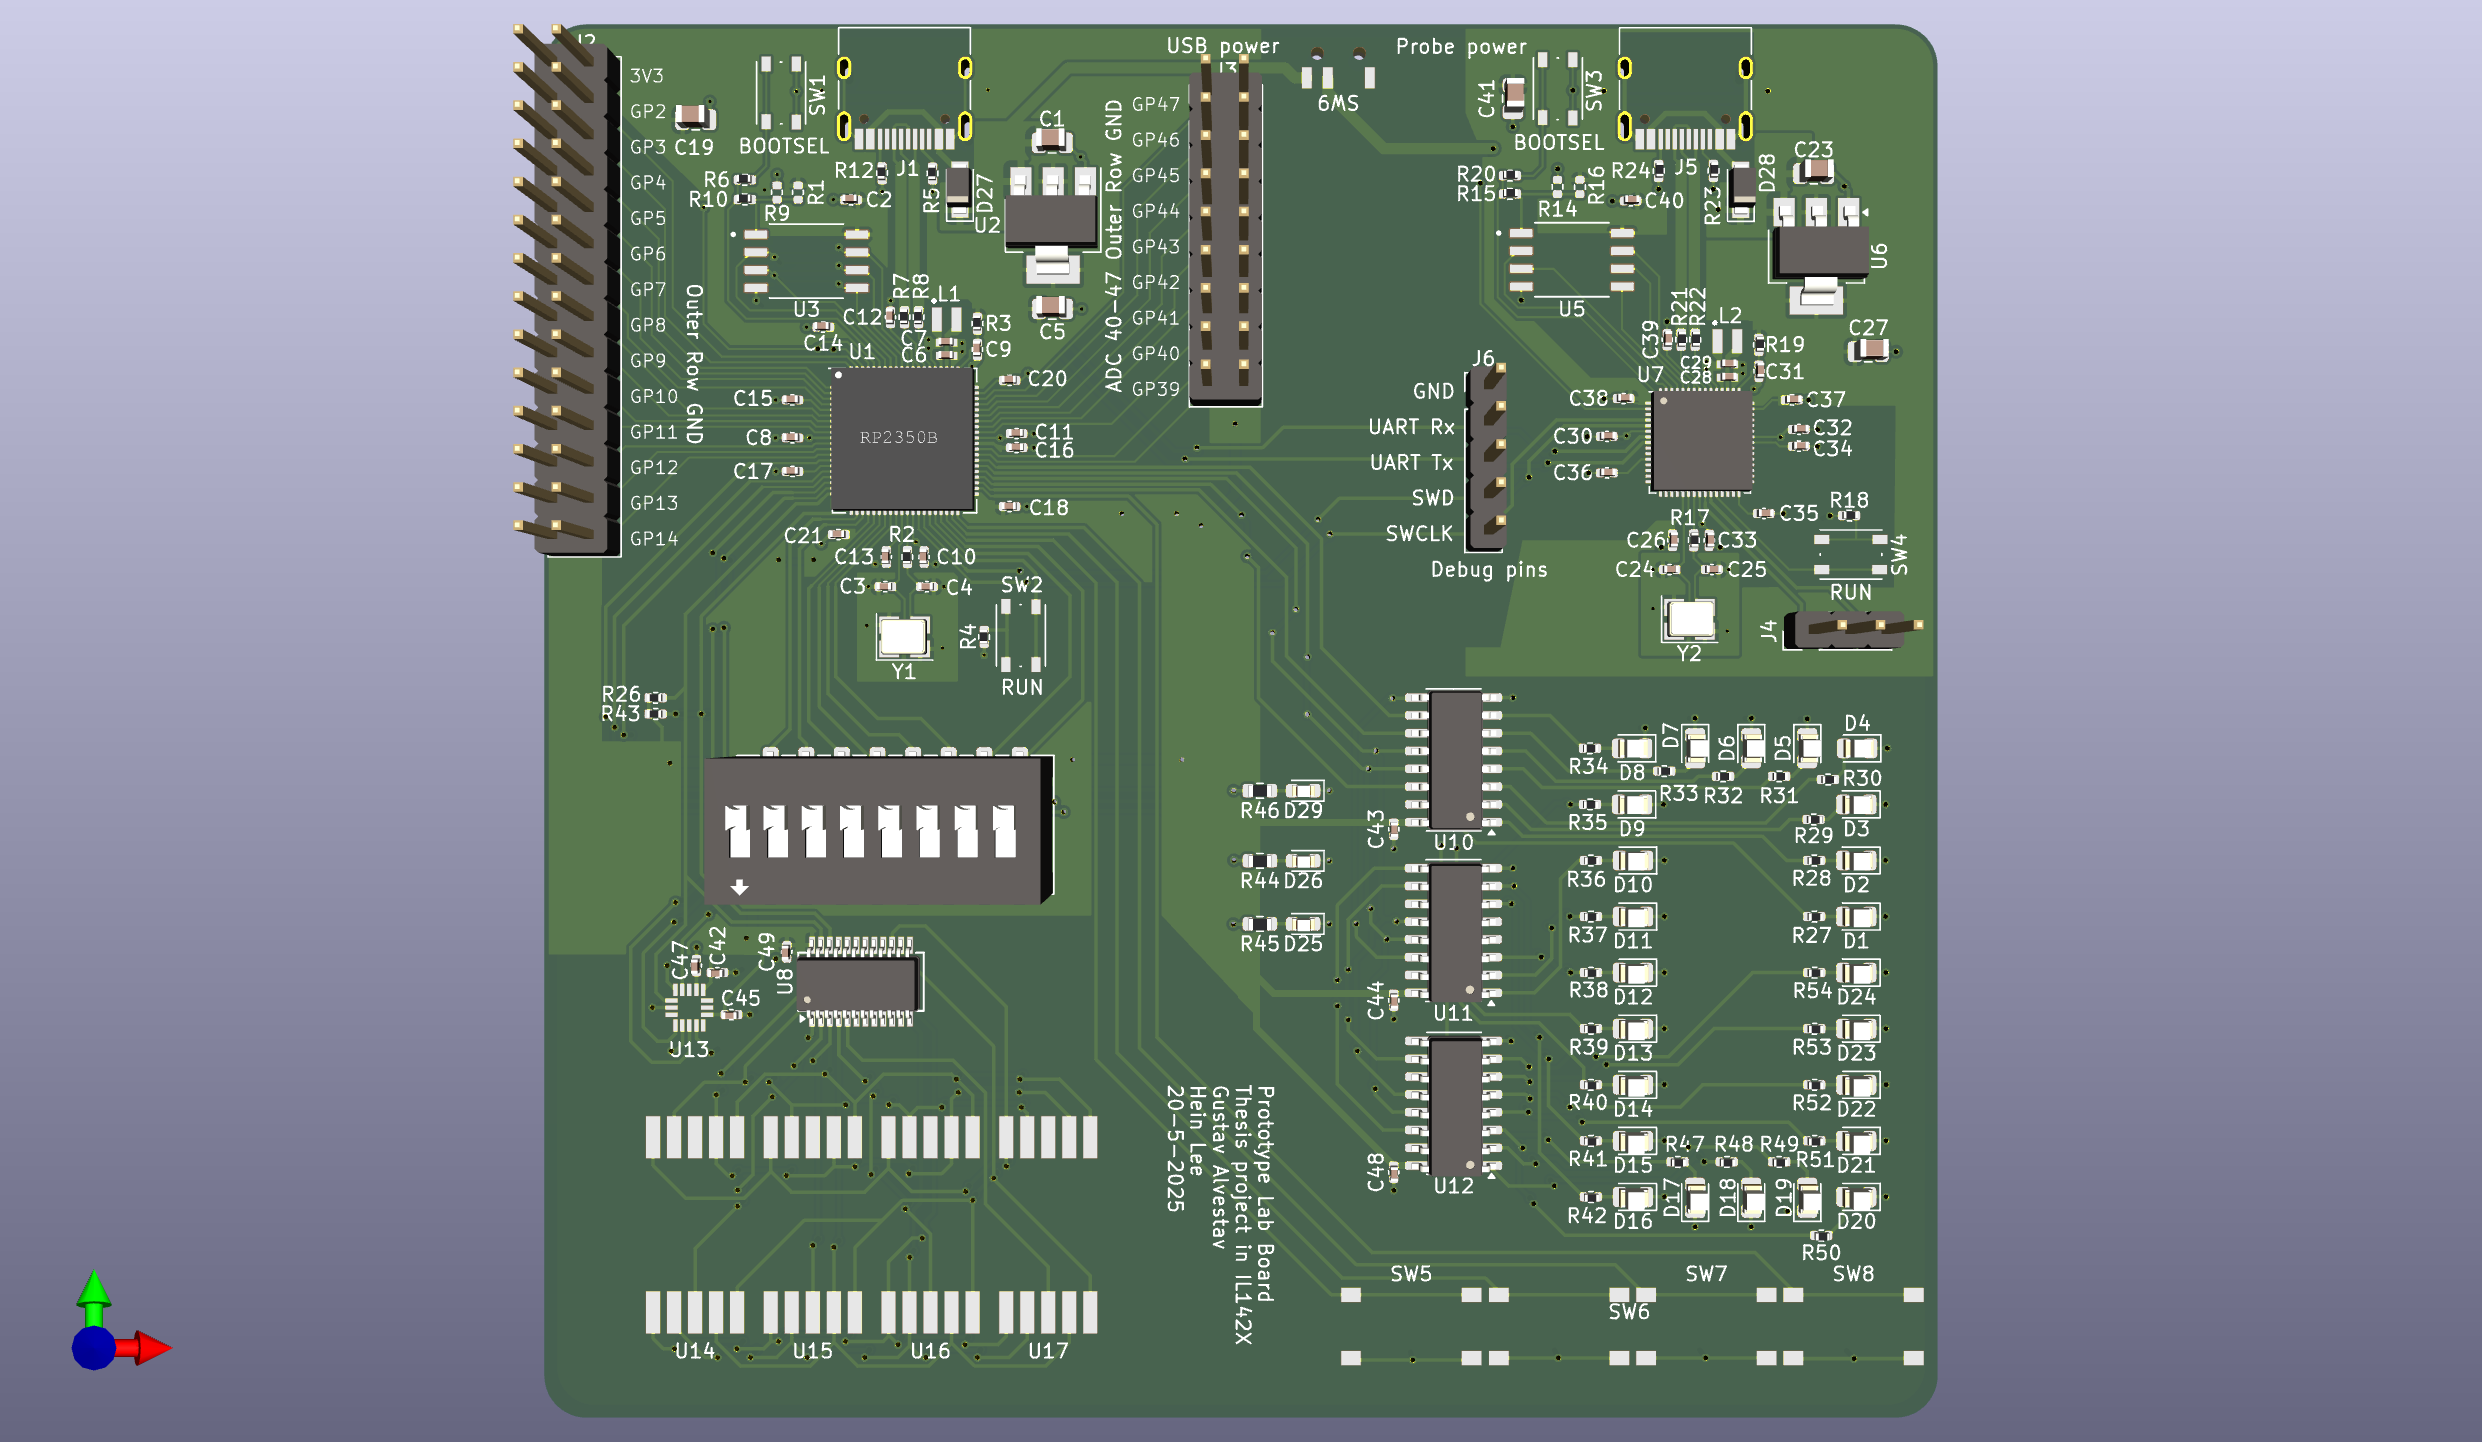 USB power
Probe power
J2
3V3
GP2
GP3
GP4
GP5
GP6
GP7
GP8
GP9
GP10
GP11
GP12
GP13
GP14
Outer Row GND
C19
SW1
BOOTSEL
R6
R10
R9
R1
C2
R12
J1
R5
D27
U2
C1
C5
U3
C14
C12
R7
R8
L1
C7
C6
R3
C9
U1
RP2350B
C15
C8
C17
C20
C11
C16
C18
C21
R2
C13
C10
C3
C4
Y1
SW2
R4
RUN
J3
GP47
GP46
GP45
GP44
GP43
GP42
GP41
GP40
GP39
ADC 40-47 Outer Row GND
SW6
C41
SW3
BOOTSEL
R20
R15
R14
R16
C40
R24
J5
R23
D28
C23
U6
U5
C39
R21
R22
L2
C29
C28
R19
C31
C27
U7
C38
C30
C36
C37
C32
C34
C35
R18
SW4
RUN
R17
C26
C33
C24
C25
Y2
J4
J6
GND
UART Rx
UART Tx
SWD
SWCLK
Debug pins
R26
R43
R46
D29
R44
D26
R45
D25
C43
U10
C44
U11
C48
U12
R34
D8
D7
D6
D5
D4
R33
R32
R31
R30
R35
D9
R29
D3
R36
D10
R28
D2
R37
D11
R27
D1
R38
D12
R54
D24
R39
D13
R53
D23
R40
D14
R52
D22
R41
D15
R47
R48
R49
R51
D21
R42
D16
D17
D18
D19
D20
R50
C47
C42
C45
U13
C49
U8
Prototype Lab Board
Thesis project in IL142X
Gustav Alvestav
Hein Lee
20-5-2025
U14
U15
U16
U17
SW5
SW6
SW7
SW8